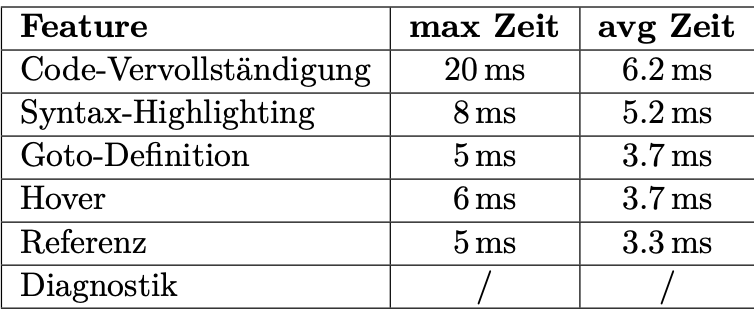 Feature max Zeit avg Zeit
Code-Vervollständigung 20 ms 6.2 ms
Syntax-Highlighting 8 ms 5.2 ms
Goto-Definition 5 ms 3.7 ms
Hover 6 ms 3.7 ms
Referenz 5 ms 3.3 ms
Diagnostik / /